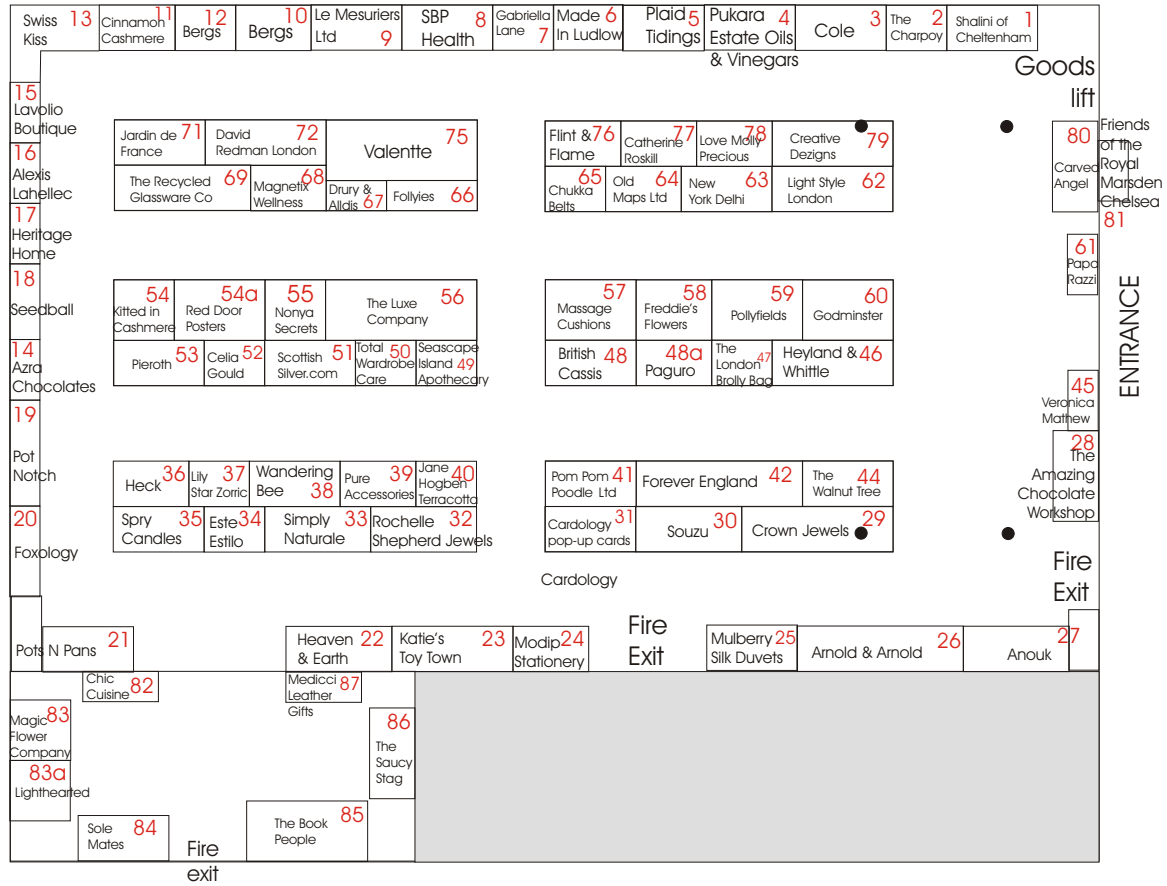 Swiss 13
Kiss
Cinnamon 11
Cashmere
Bergs 12
Bergs 10
Le Mesuriers
Ltd 9
SBP 8
Health
Gabriella
Lane 7
Made 6
In Ludlow
Plaid 5
Tidings
Pukara 4
Estate Oils
& Vinegars
Cole 3
The 2
Charpoy
Shalini of 1
Cheltenham
Goods
lift
15
Lavolio
Boutique
16
Alexis
Lahellec
17
Heritage
Home
18
Seedball
14
Azra
Chocolates
19
Pot
Notch
20
Foxology
Jardin de 71
France
David 72
Redman London
Valentte 75
The Recycled 69
Glassware Co
Magnetix 68
Wellness
Drury &
Alldis 67
Follyies 66
Flint & 76
Flame
Catherine 77
Roskill
Love Molly 78
Precious
Creative 79
Dezigns
Chukka 65
Belts
Old 64
Maps Ltd
New 63
York Delhi
Light Style 62
London
80
Carved
Angel
Friends
of the
Royal
Marsden
Chelsea
81
61
Papa
Razzi
ENTRANCE
54
Kitted in
Cashmere
54a
Red Door
Posters
55
Nonya
Secrets
The Luxe 56
Company
Pieroth 53
Celia 52
Gould
Scottish 51
Silver.com
Total 50
Wardrobe
Care
Seascape
Island 49
Apothecary
57
Massage
Cushions
58
Freddie's
Flowers
59
Pollyfields
60
Godminster
British 48
Cassis
48a
Paguro
The 47
London
Brolly Bag
Heyland & 46
Whittle
45
Veronica
Mathew
28
The
Amazing
Chocolate
Workshop
Heck 36
Lily 37
Star Zorric
Wandering
Bee 38
Pure 39
Accessories
Jane 40
Hogben
Terracotta
Spry 35
Candles
Este 34
Estilo
Simply 33
Naturale
Rochelle 32
Shepherd Jewels
Pom Pom 41
Poodle Ltd
Forever England 42
The 44
Walnut Tree
Cardology 31
pop-up cards
Souzu 30
Crown Jewels 29
Cardology
Fire
Exit
Pots N Pans 21
Heaven 22
& Earth
Katie's 23
Toy Town
Modip 24
Stationery
Fire
Exit
Mulberry 25
Silk Duvets
Arnold & Arnold 26
Anouk 27
Chic
Cuisine 82
Medicci 87
Leather
Gifts
Magic 83
Flower
Company
83a
Lighthearted
86
The
Saucy
Stag
Sole 84
Mates
Fire
exit
The Book 85
People